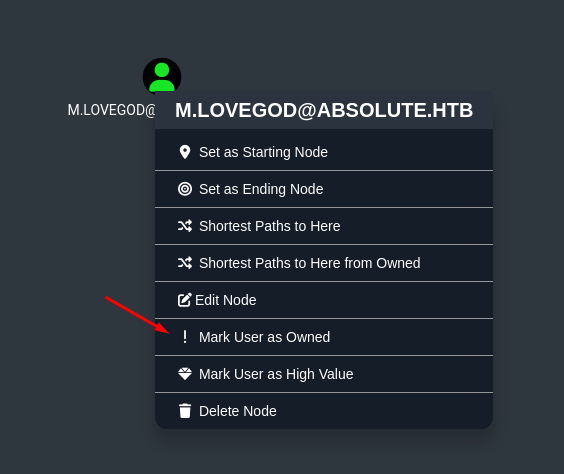 M.LOVEGOD@
M.LOVEGOD@ABSOLUTE.HTB
Set as Starting Node
Set as Ending Node
Shortest Paths to Here
Shortest Paths to Here from Owned
Edit Node
Mark User as Owned
Mark User as High Value
Delete Node